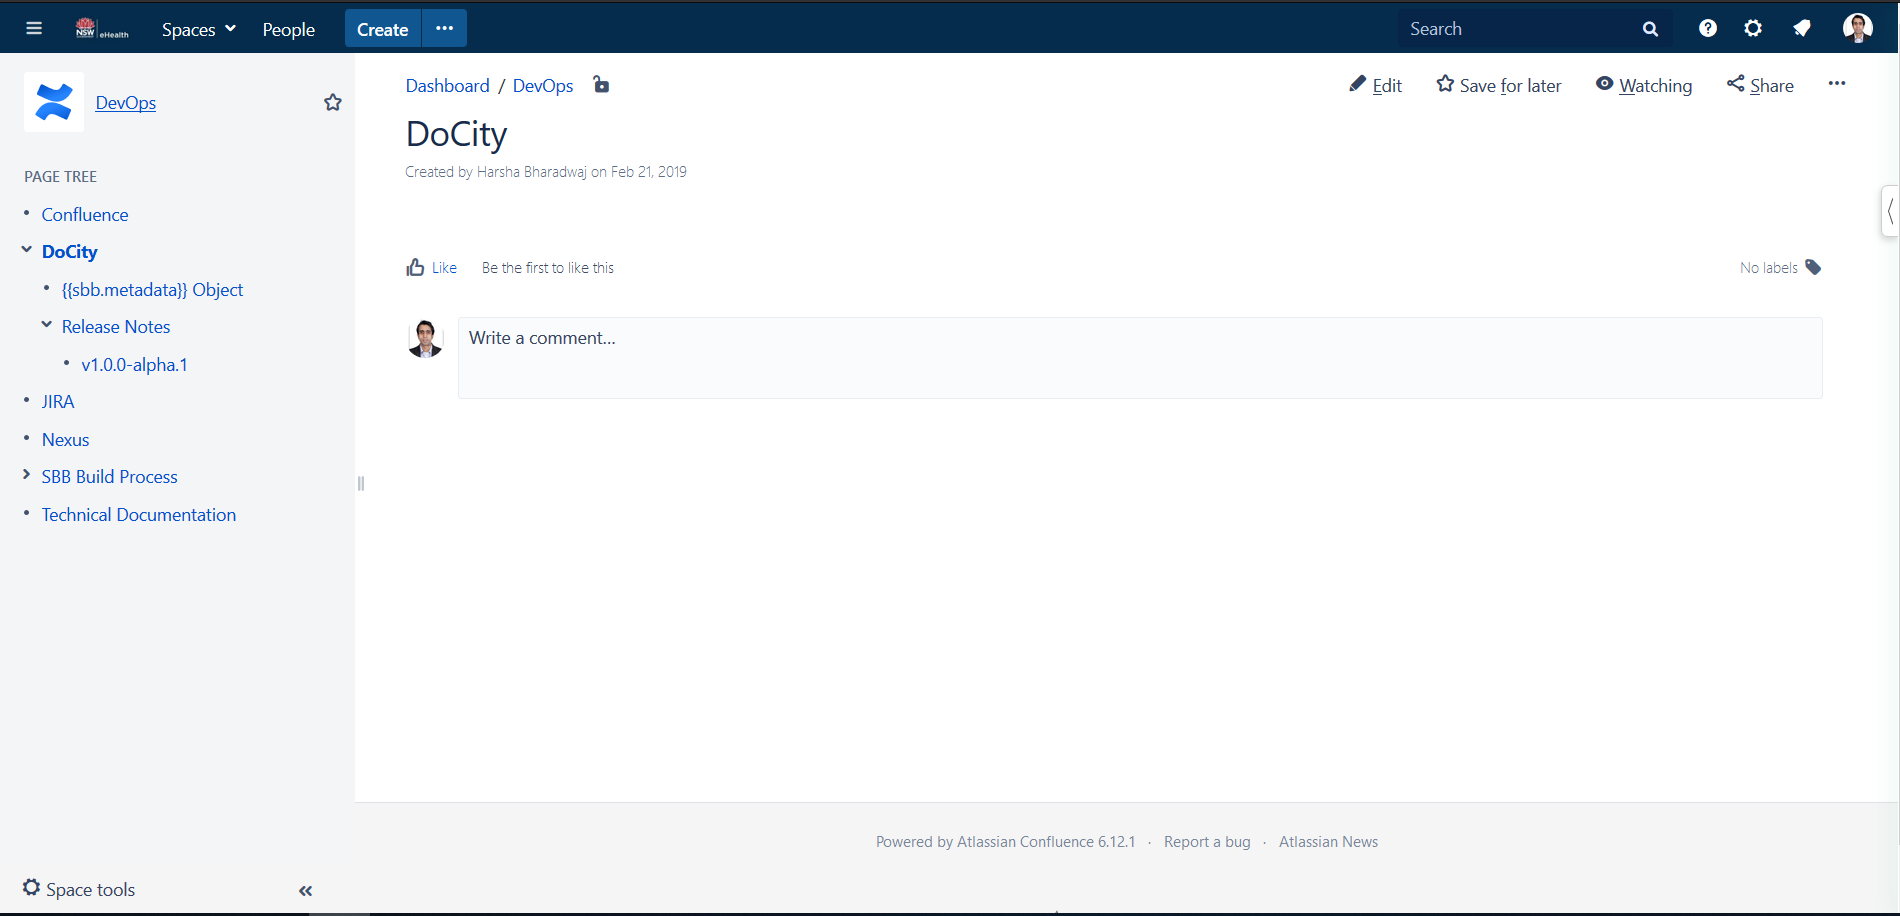 NSW eHealth Spaces People Create ··· Search
DevOps
PAGE TREE
Confluence
DoCity
{{sbb.metadata}} Object
Release Notes
v1.0.0-alpha.1
JIRA
Nexus
SBB Build Process
Technical Documentation
Space tools
Dashboard / DevOps
Edit Save for later Watching Share ···
DoCity
Created by Harsha Bharadwaj on Feb 21, 2019
Like Be the first to like this
No labels
Write a comment…
Powered by Atlassian Confluence 6.12.1 · Report a bug · Atlassian News